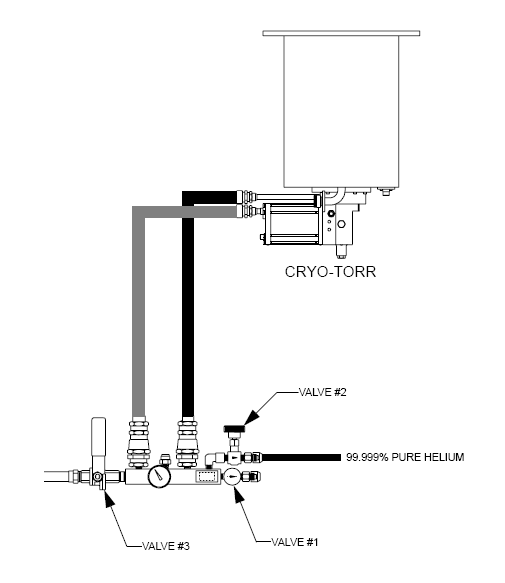 CRYO-TORR
VALVE #2
99.999% PURE HELIUM
VALVE #1
VALVE #3